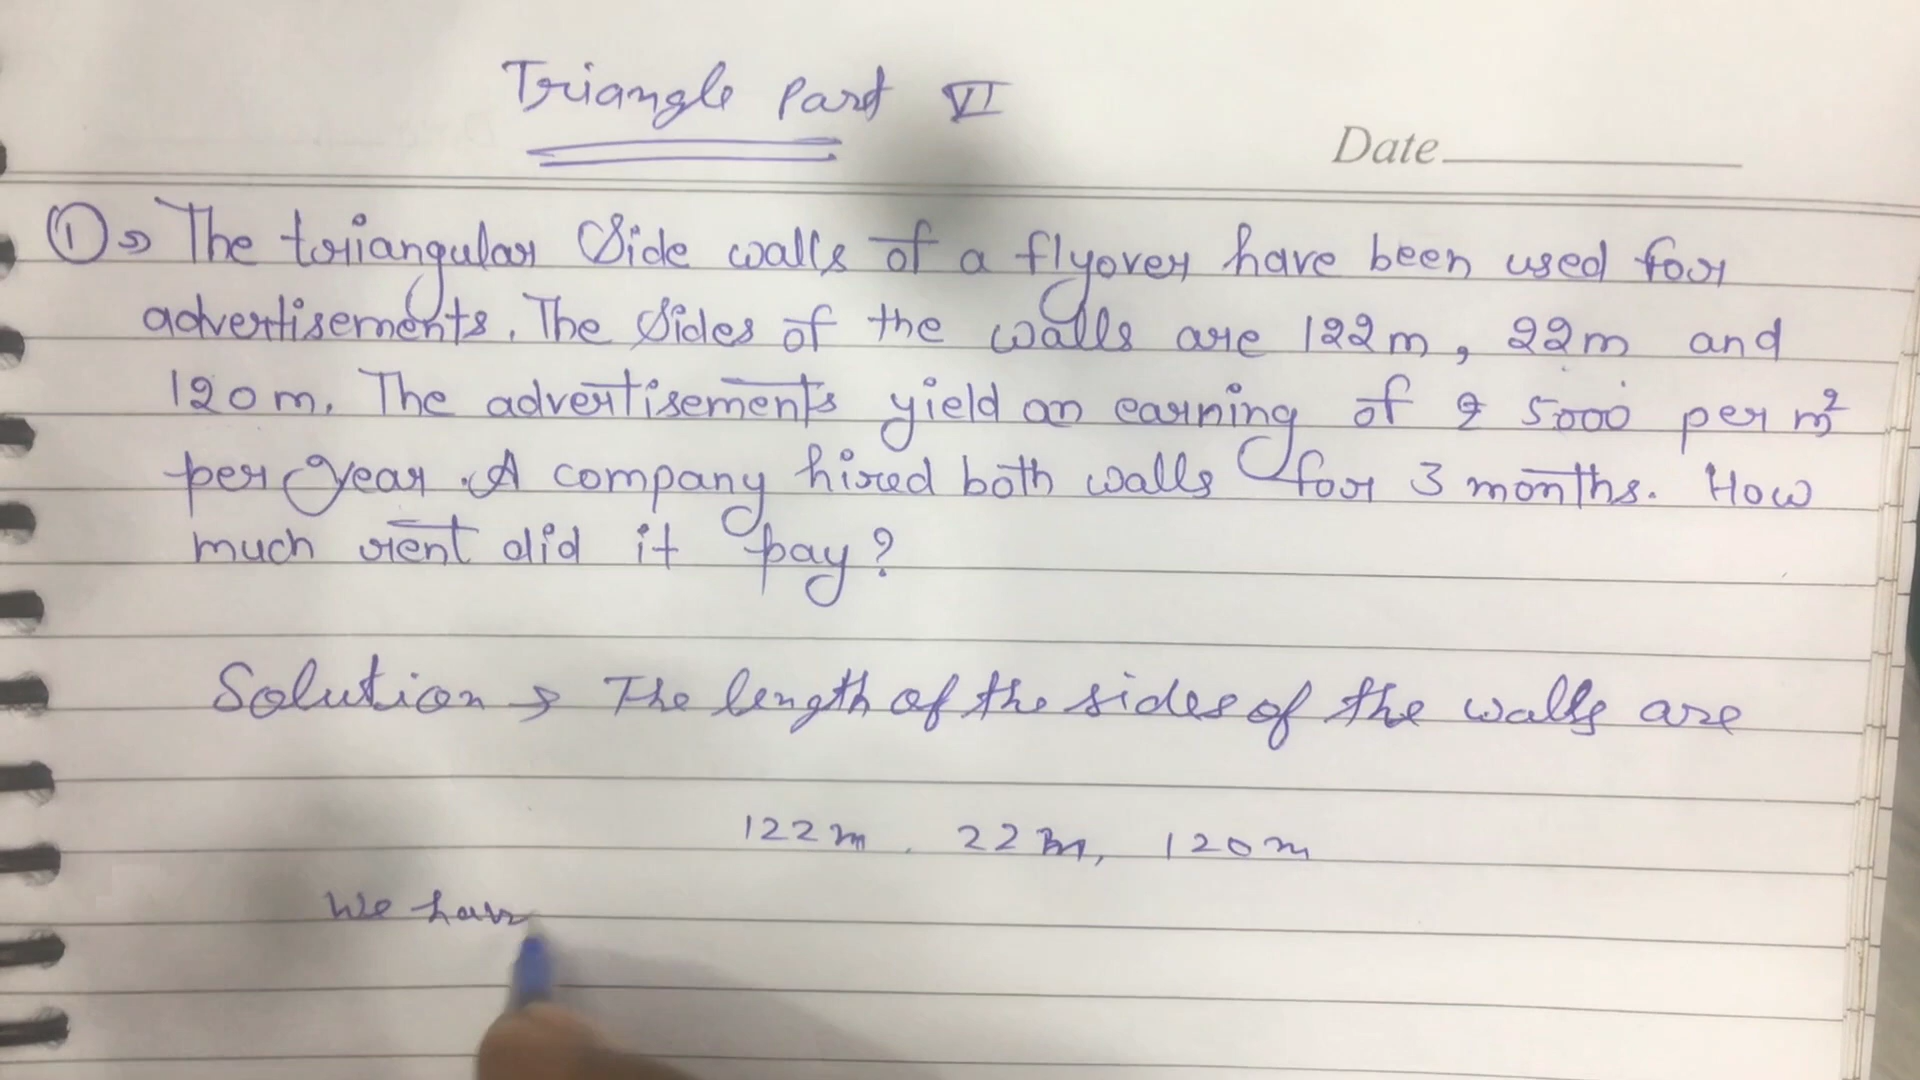 Triangle Part VI
Date
① The triangular Side walls of a flyover have been used for
advertisements. The Sides of the walls are 122m, 22m and
120m. The advertisements yield an earning of ₹ 5000 per m²
per year. A company hired both walls for 3 months. How
much rent did it pay?
Solution → The length of the sides of the walls are
122m, 22m, 120m
We have